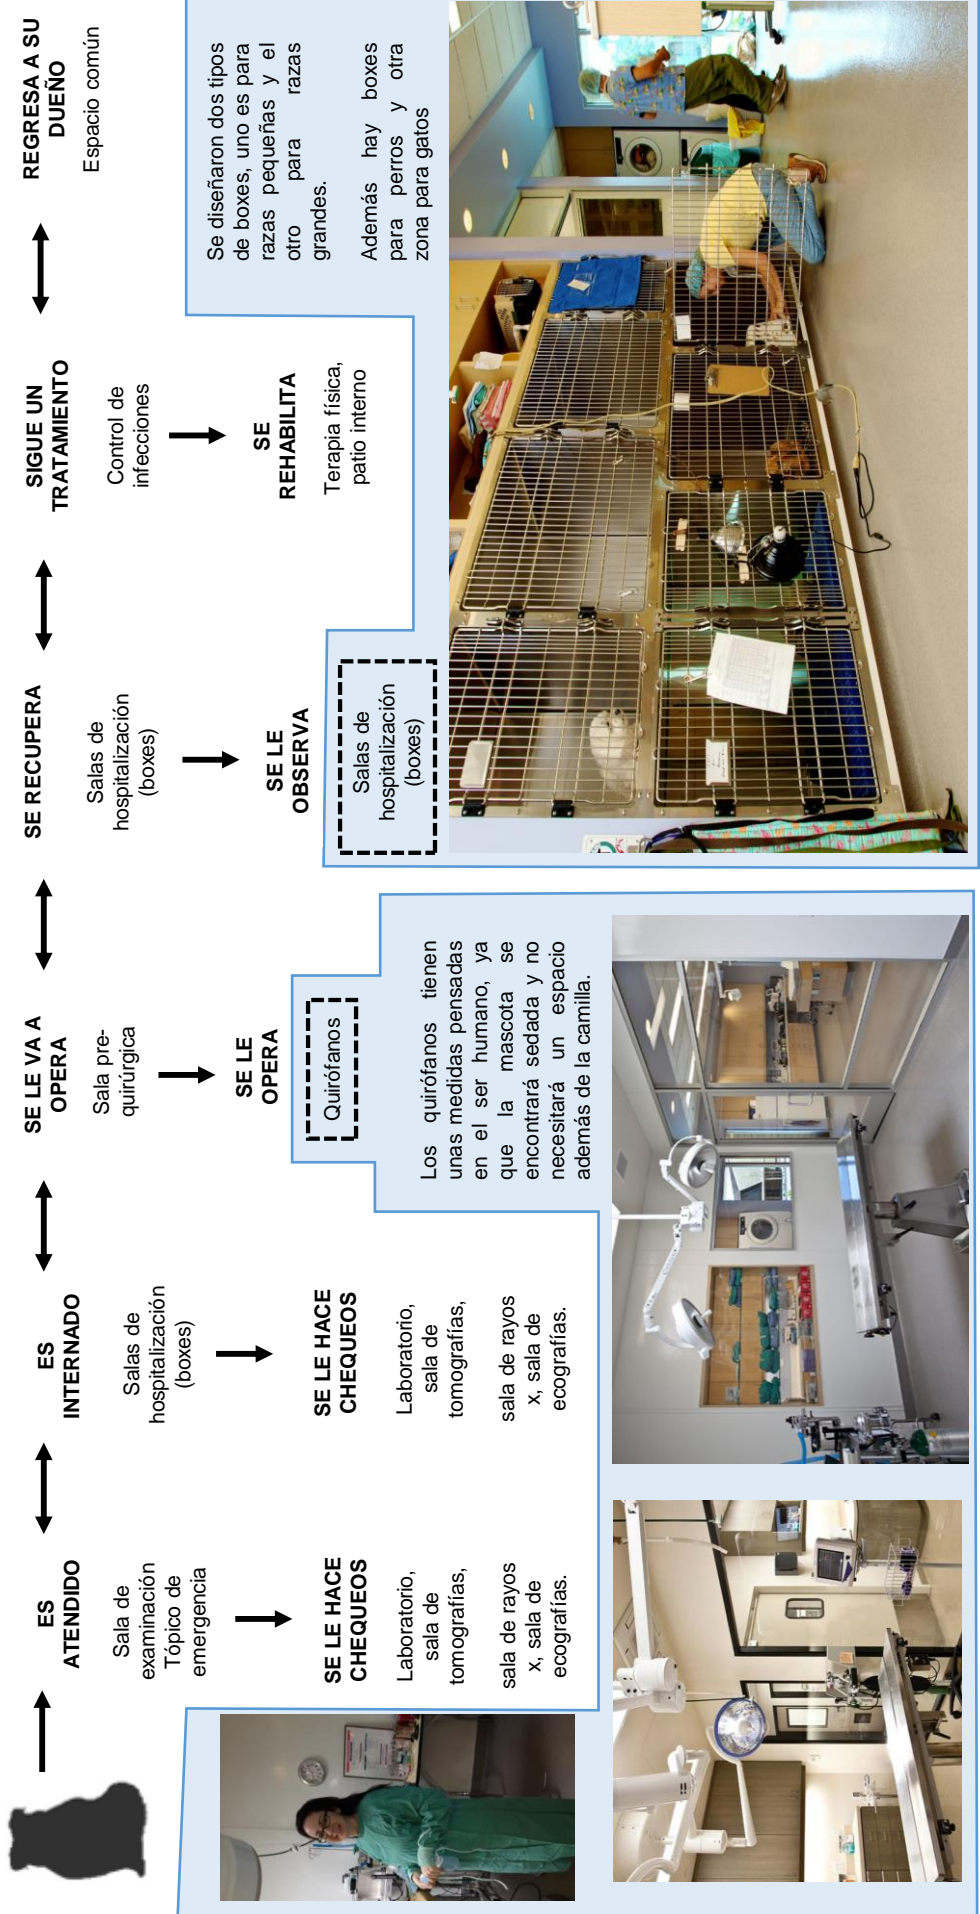 ES
ATENDIDO
Sala de
examinación
Tópico de
emergencia
SE LE HACE
CHEQUEOS
Laboratorio,
sala de
tomografías,
sala de rayos
x, sala de
ecografías.
ES
INTERNADO
Salas de
hospitalización
(boxes)
SE LE HACE
CHEQUEOS
Laboratorio,
sala de
tomografías,
sala de rayos
x, sala de
ecografías.
SE LE VA A
OPERA
Sala pre-
quirúrgica
SE LE
OPERA
Quirófanos
Los quirófanos tienen
unas medidas pensadas
en el ser humano, ya
que la mascota se
encontrará sedada y no
necesitará un espacio
además de la camilla.
SE RECUPERA
Salas de
hospitalización
(boxes)
SE LE
OBSERVA
Salas de
hospitalización
(boxes)
SIGUE UN
TRATAMIENTO
Control de
infecciones
SE
REHABILITA
Terapia física,
patio interno
REGRESA A SU
DUEÑO
Espacio común
Se diseñaron dos tipos
de boxes, uno es para
razas pequeñas y el
otro para razas
grandes.
Además hay boxes
para perros y otra
zona para gatos